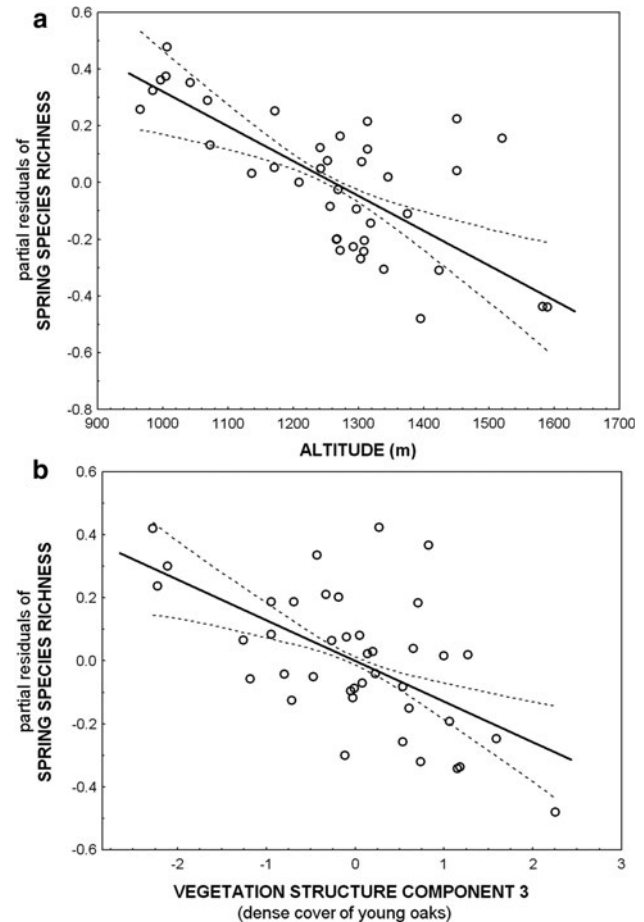 a
partial residuals of
SPRING SPECIES RICHNESS
0.6
0.4
0.2
0.0
-0.2
-0.4
-0.6
-0.8
900 1000 1100 1200 1300 1400 1500 1600 1700
ALTITUDE (m)
b
partial residuals of
SPRING SPECIES RICHNESS
0.6
0.4
0.2
0.0
-0.2
-0.4
-0.6
-2 -1 0 1 2 3
VEGETATION STRUCTURE COMPONENT 3
(dense cover of young oaks)